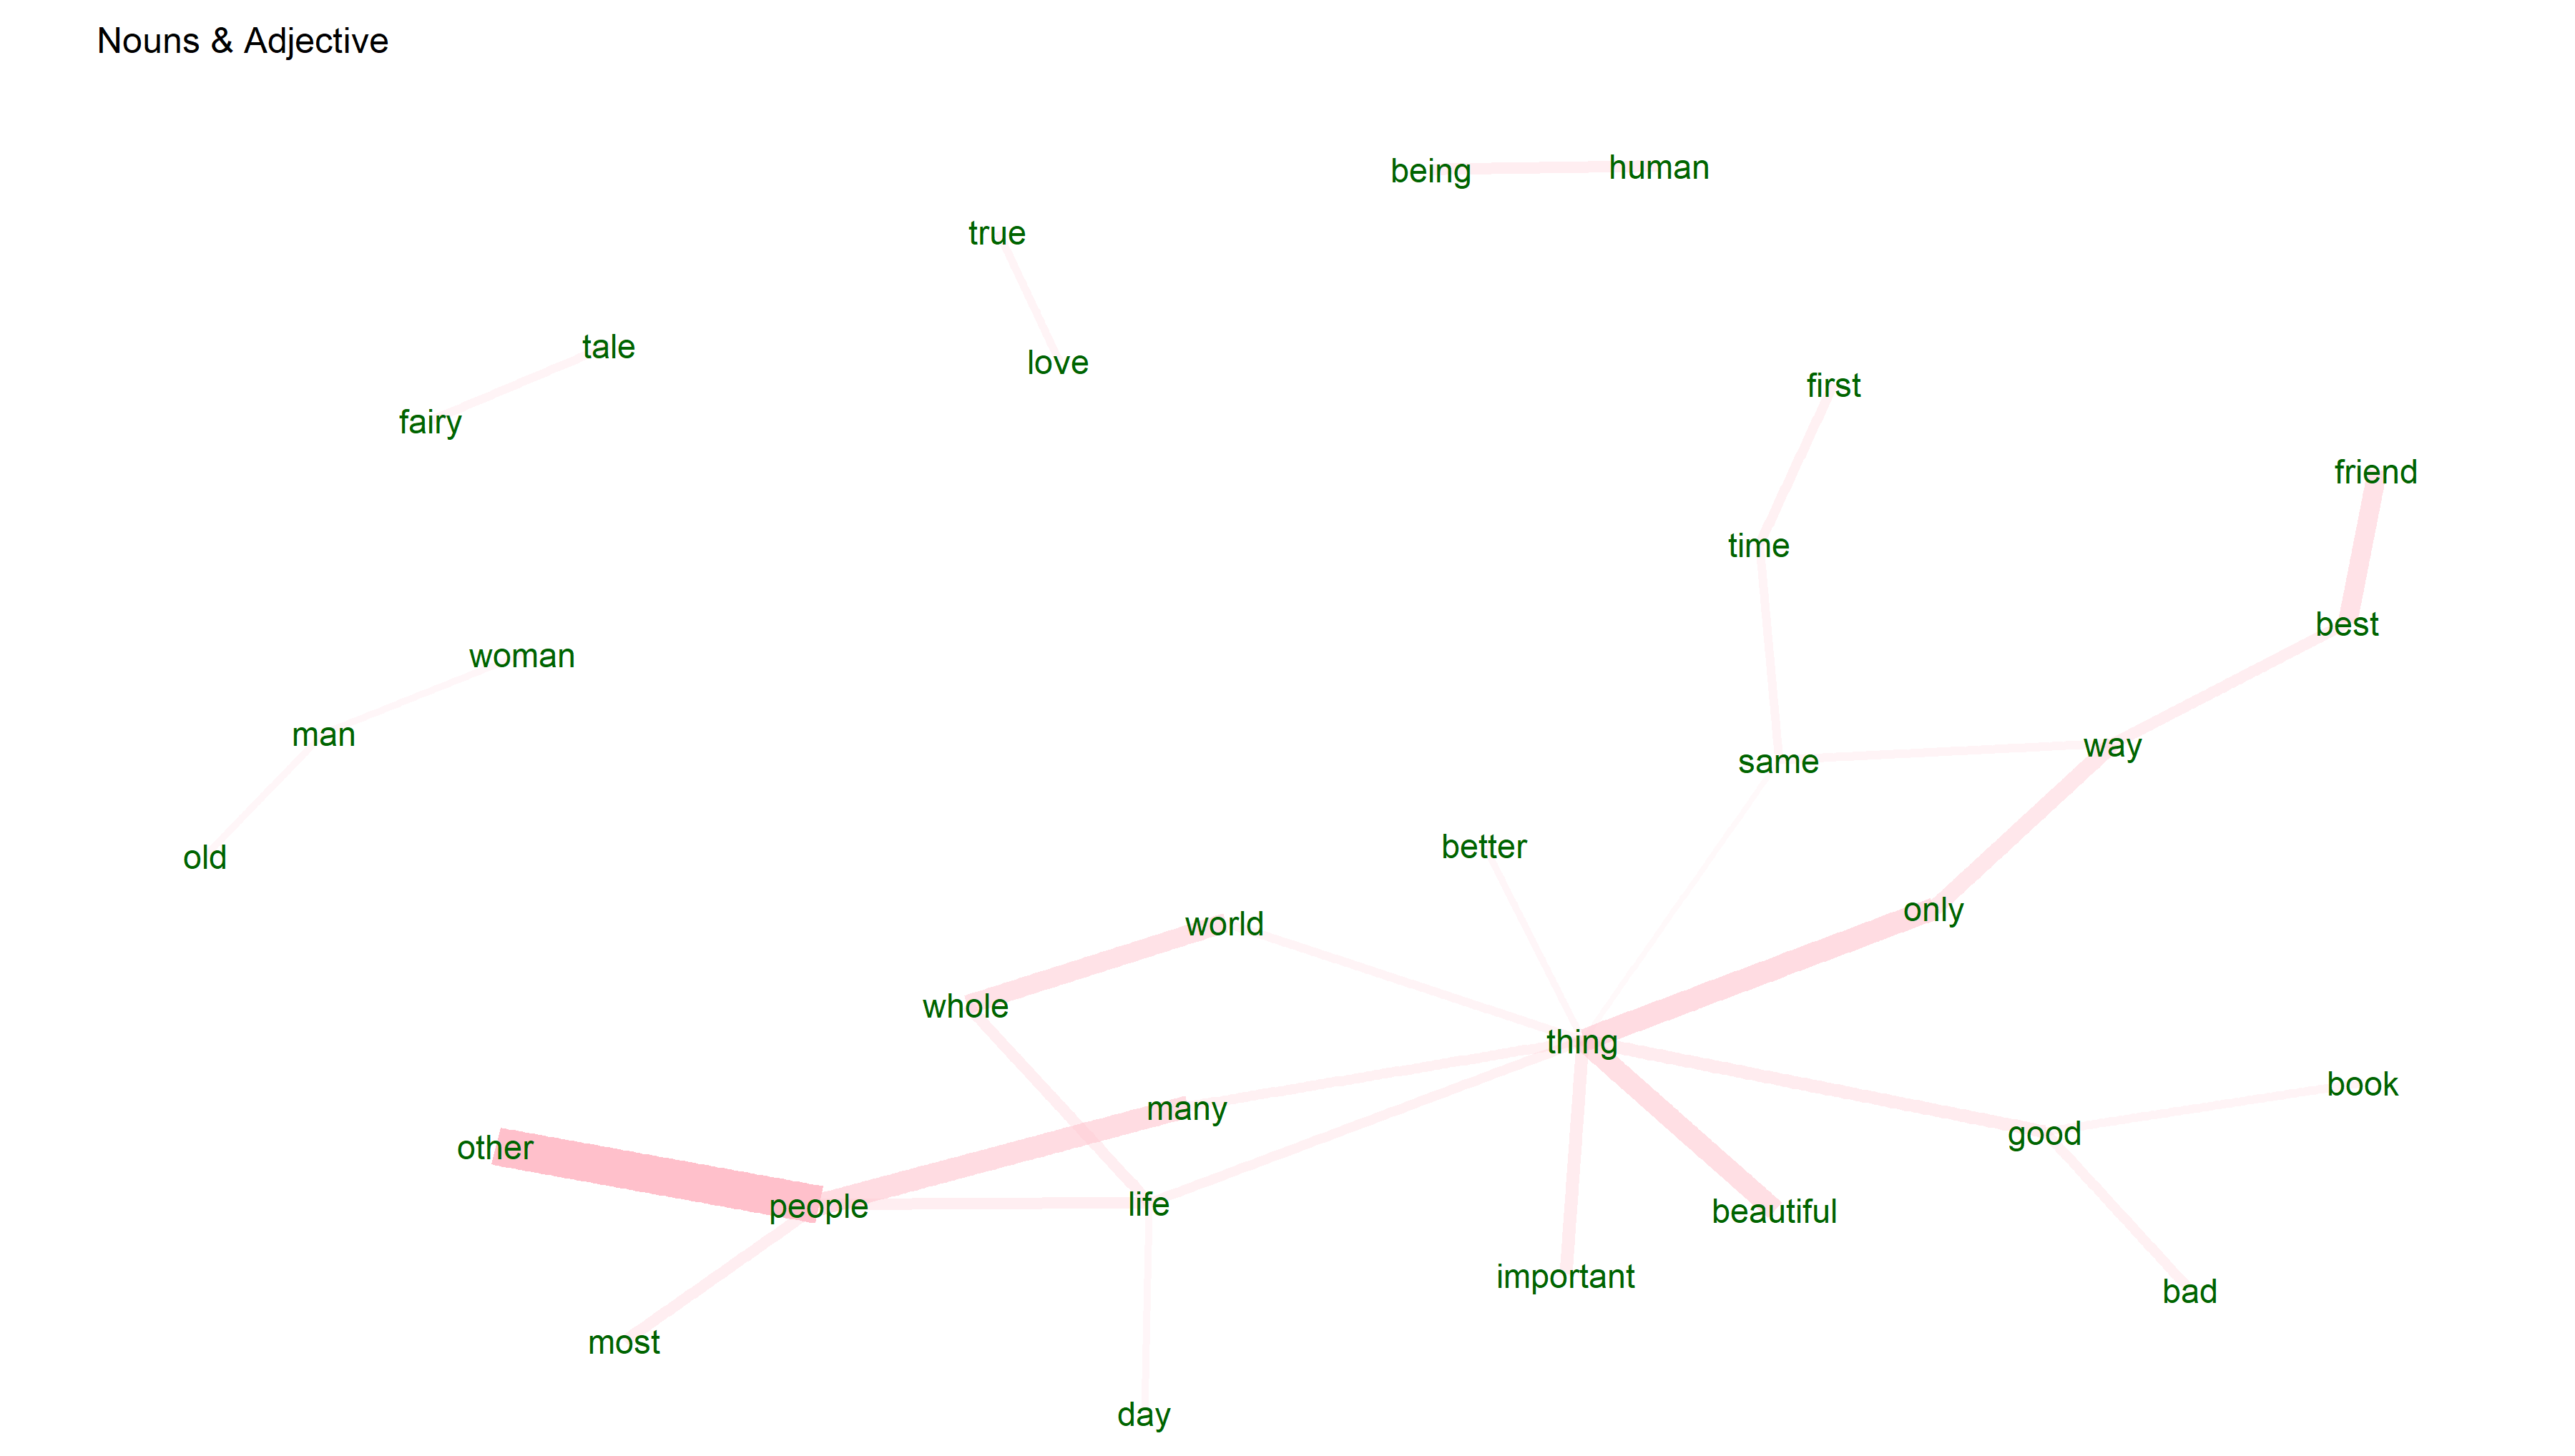 Nouns & Adjective
being
human
true
tale
love
first
fairy
friend
time
best
woman
man
way
same
better
old
only
world
whole
thing
book
many
good
other
life
people
beautiful
important
bad
most
day